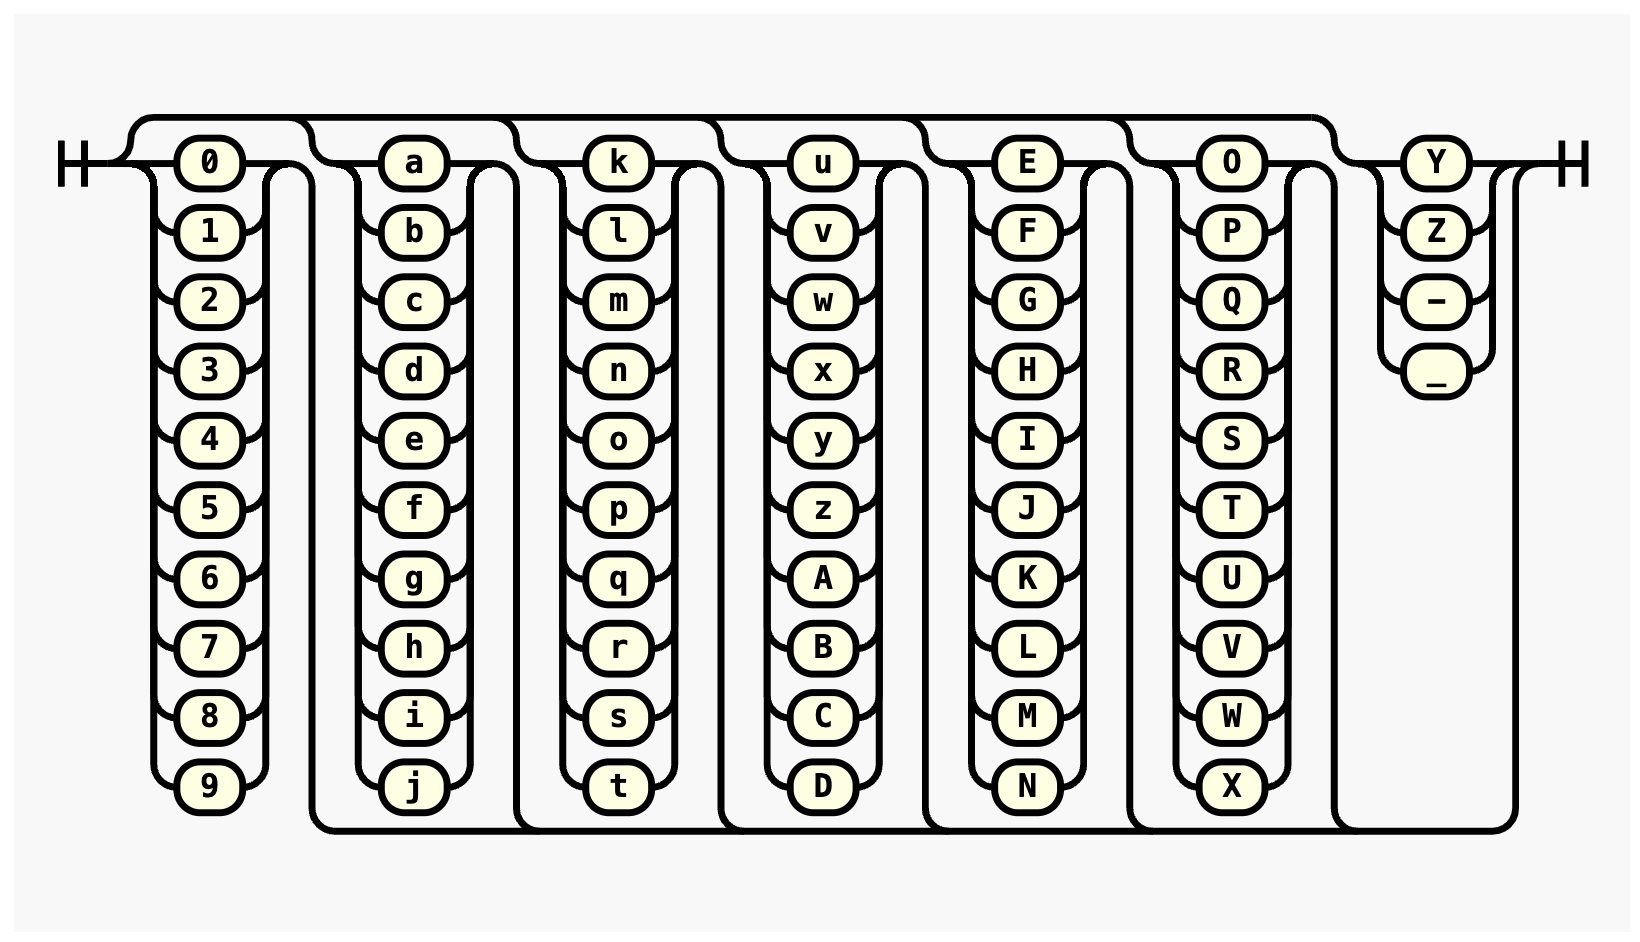 0 a k u E O Y
1 b l v F P Z
2 c m w G Q -
3 d n x H R _
4 e o y I S
5 f p z J T
6 g q A K U
7 h r B L V
8 i s C M W
9 j t D N X